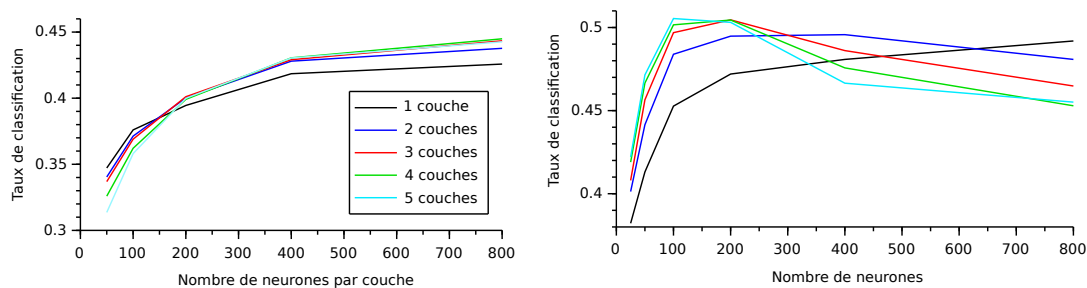 Taux de classification
0.45
0.4
0.35
0.3
0 100 200 300 400 500 600 700 800
Nombre de neurones par couche
1 couche
2 couches
3 couches
4 couches
5 couches
Taux de classification
0.5
0.45
0.4
0 100 200 300 400 500 600 700 800
Nombre de neurones